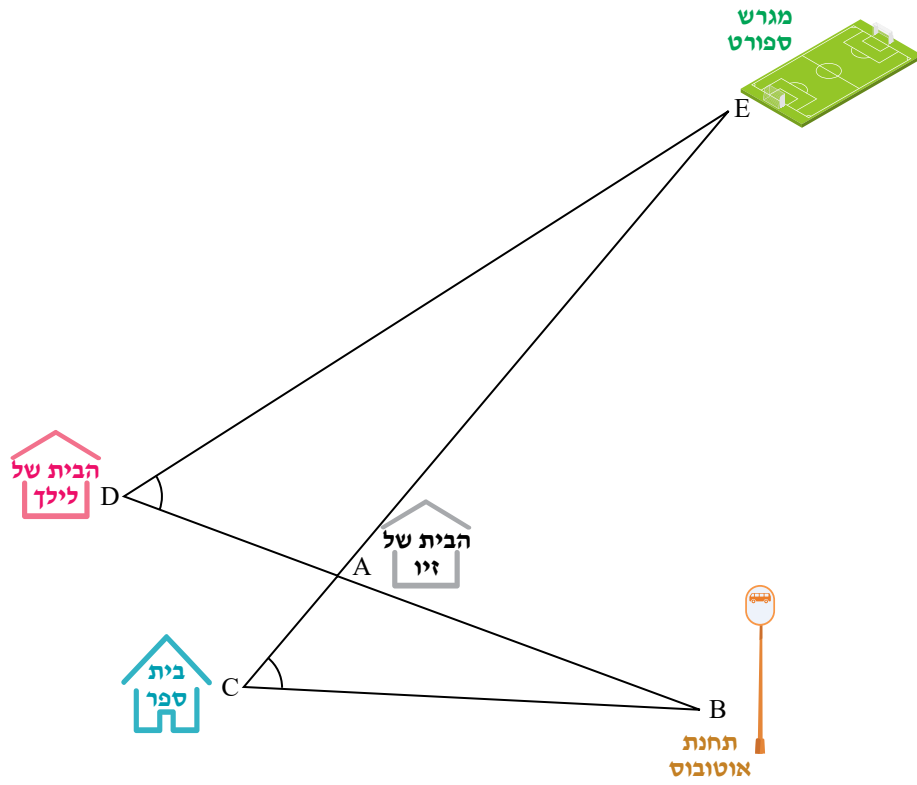 מגרש
ספורט
E
הבית של
לילך
D
הבית של
זיו
A
בית
ספר
C
B
תחנת
אוטובוס